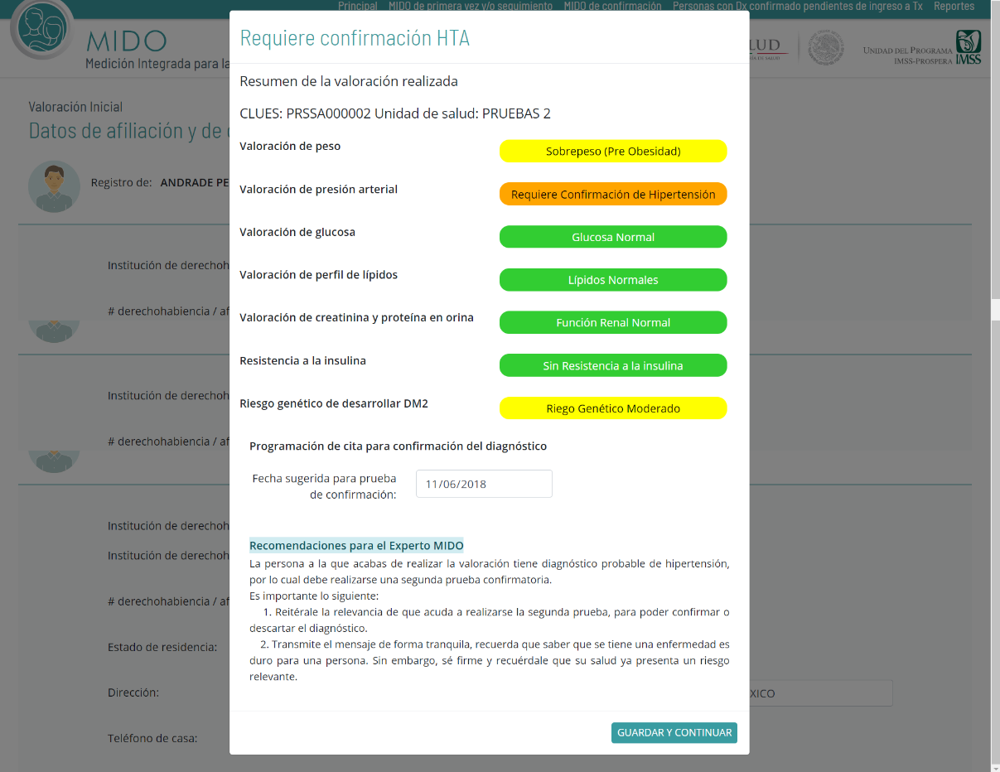 Principal MIDO de primera vez y/o seguimiento MIDO de confirmación Personas con Dx confirmado pendientes de ingreso a Tx Reportes
MIDO
Medición Integrada para la
LUD
UNIDAD DEL PROGRAMA
IMSS-PROSPERA
IMSS
Valoración Inicial
Datos de afiliación y de
Registro de: ANDRADE PE
Institución de derechoh
# derechohabiencia / af
Institución de derechoh
# derechohabiencia / af
Institución de derechoh
Institución de derechoh
# derechohabiencia / af
Estado de residencia:
Dirección:
XICO
Teléfono de casa:
Requiere confirmación HTA
Resumen de la valoración realizada
CLUES: PRSSA000002 Unidad de salud: PRUEBAS 2
Valoración de peso
Sobrepeso (Pre Obesidad)
Valoración de presión arterial
Requiere Confirmación de Hipertensión
Valoración de glucosa
Glucosa Normal
Valoración de perfil de lípidos
Lípidos Normales
Valoración de creatinina y proteína en orina
Función Renal Normal
Resistencia a la insulina
Sin Resistencia a la insulina
Riesgo genético de desarrollar DM2
Riego Genético Moderado
Programación de cita para confirmación del diagnóstico
Fecha sugerida para prueba
de confirmación:
11/06/2018
Recomendaciones para el Experto MIDO
La persona a la que acabas de realizar la valoración tiene diagnóstico probable de hipertensión,
por lo cual debe realizarse una segunda prueba confirmatoria.
Es importante lo siguiente:
1. Reitérale la relevancia de que acuda a realizarse la segunda prueba, para poder confirmar o
descartar el diagnóstico.
2. Transmite el mensaje de forma tranquila, recuerda que saber que se tiene una enfermedad es
duro para una persona. Sin embargo, sé firme y recuérdale que su salud ya presenta un riesgo
relevante.
GUARDAR Y CONTINUAR